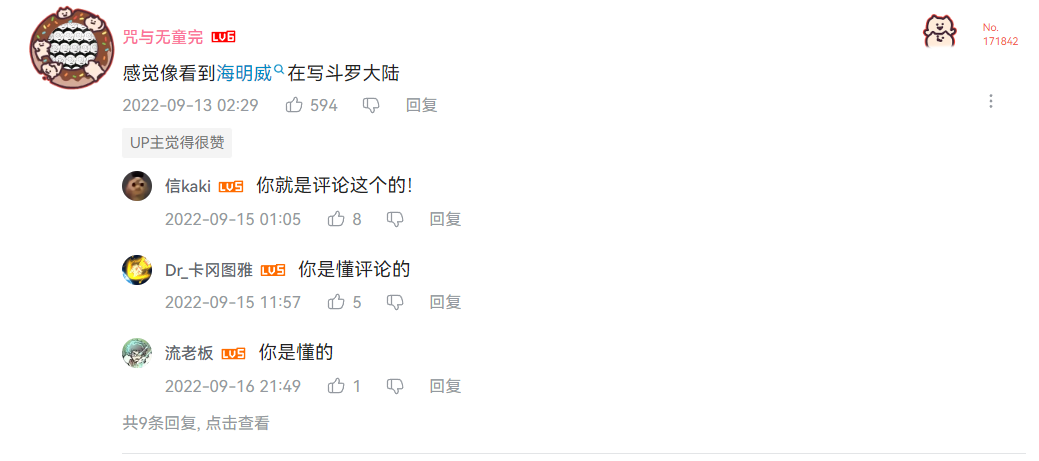 咒与无童完 LV5
No.
171842
感觉像看到海明威在写斗罗大陆
2022-09-13 02:29 594 回复
UP主觉得很赞
信kaki LV5 你就是评论这个的！
2022-09-15 01:05 8 回复
Dr_卡冈图雅 LV5 你是懂评论的
2022-09-15 11:57 5 回复
流老板 LV5 你是懂的
2022-09-16 21:49 1 回复
共9条回复, 点击查看